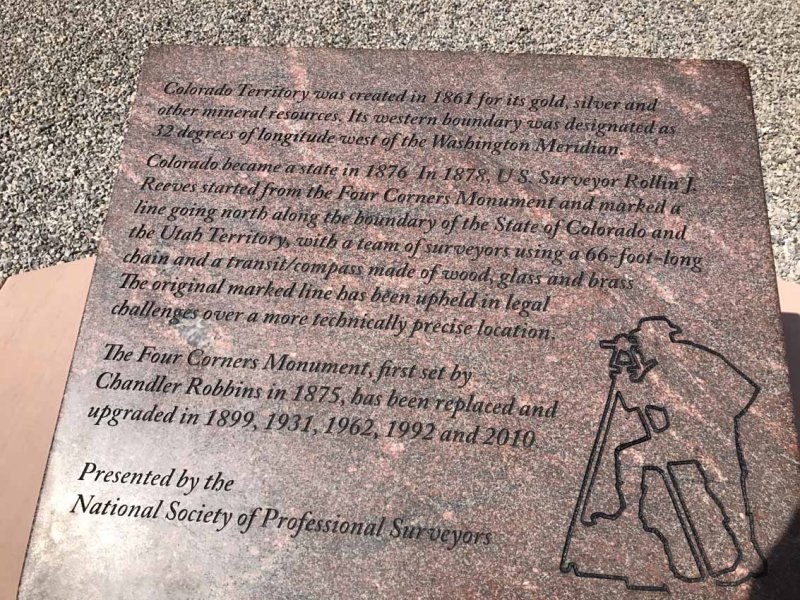 Colorado Territory was created in 1861 for its gold, silver and
other mineral resources. Its western boundary was designated as
32 degrees of longitude west of the Washington Meridian.
Colorado became a state in 1876 In 1878, U.S. Surveyor Rollin J.
Reeves started from the Four Corners Monument and marked a
line going north along the boundary of the State of Colorado and
the Utah Territory, with a team of surveyors using a 66-foot-long
chain and a transit/compass made of wood, glass and brass
The original marked line has been upheld in legal
challenges over a more technically precise location.
The Four Corners Monument, first set by
Chandler Robbins in 1875, has been replaced and
upgraded in 1899, 1931, 1962, 1992 and 2010
Presented by the
National Society of Professional Surveyors